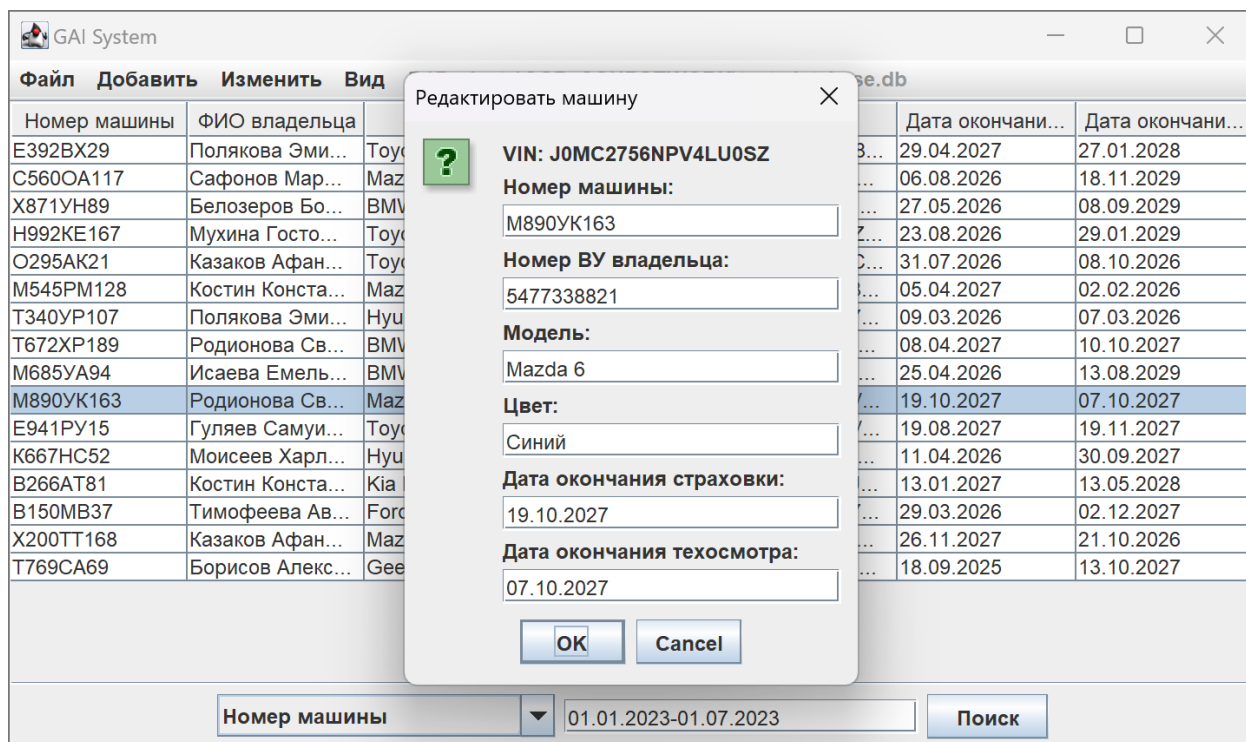 GAI System
Файл Добавить Изменить Вид se.db
Редактировать машину
Номер машины ФИО владельца Дата окончани... Дата окончани...
E392BX29 Полякова Эми... Toyo 29.04.2027 27.01.2028
C560OA117 Сафонов Мар... Maz 06.08.2026 18.11.2029
X871УН89 Белозеров Бо... BMW 27.05.2026 08.09.2029
H992KE167 Мухина Госто... Toyo 23.08.2026 29.01.2029
O295AK21 Казаков Афан... Toyo 31.07.2026 08.10.2026
M545PM128 Костин Конста... Maz 05.04.2027 02.02.2026
T340УP107 Полякова Эми... Hyu 09.03.2026 07.03.2026
T672XP189 Родионова Св... BMW 08.04.2027 10.10.2027
M685УA94 Исаева Емель... BMW 25.04.2026 13.08.2029
М890УК163 Родионова Св... Maz 19.10.2027 07.10.2027
E941РУ15 Гуляев Самуи... Toyo 19.08.2027 19.11.2027
K667HC52 Моисеев Харл... Hyu 11.04.2026 30.09.2027
B266AT81 Костин Конста... Kia 13.01.2027 13.05.2028
B150MB37 Тимофеева Ав... Ford 29.03.2026 02.12.2027
X200TT168 Казаков Афан... Maz 26.11.2027 21.10.2026
T769CA69 Борисов Алекс... Gee 18.09.2025 13.10.2027
VIN: J0MC2756NPV4LU0SZ
Номер машины:
М890УК163
Номер ВУ владельца:
5477338821
Модель:
Mazda 6
Цвет:
Синий
Дата окончания страховки:
19.10.2027
Дата окончания техосмотра:
07.10.2027
OK Cancel
Номер машины 01.01.2023-01.07.2023 Поиск